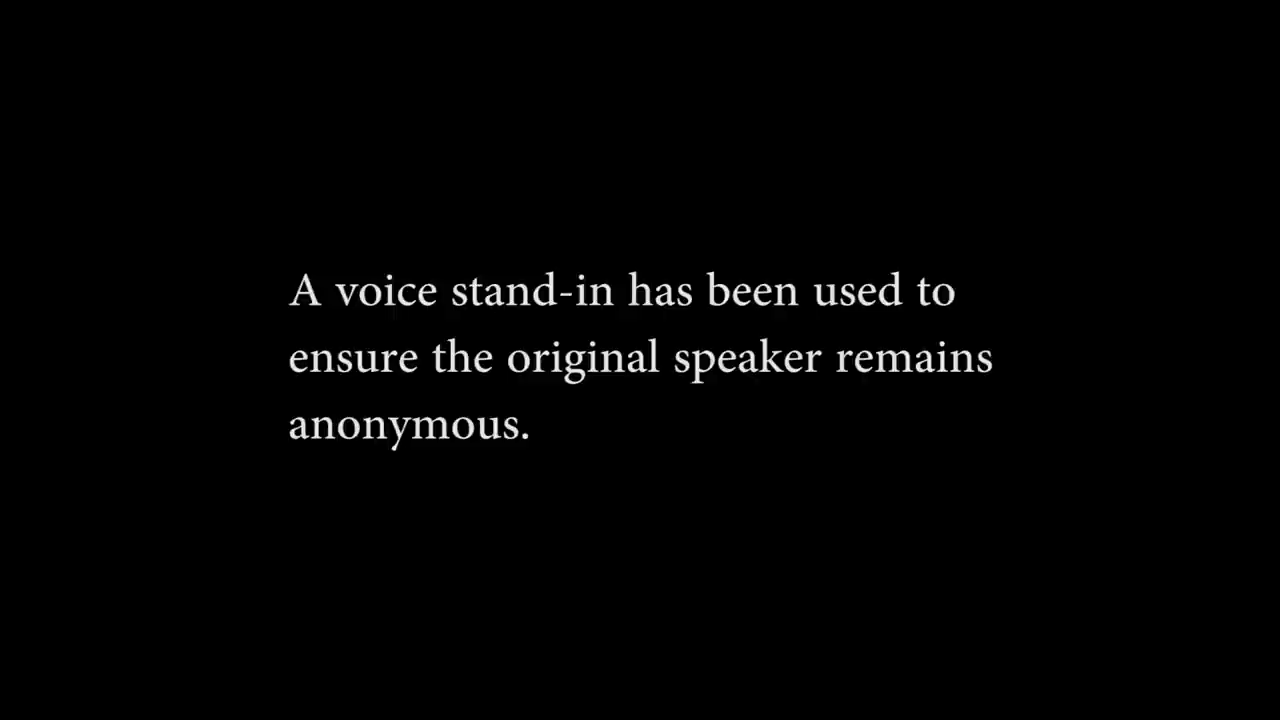 A voice stand-in has been used to
ensure the original speaker remains
anonymous.